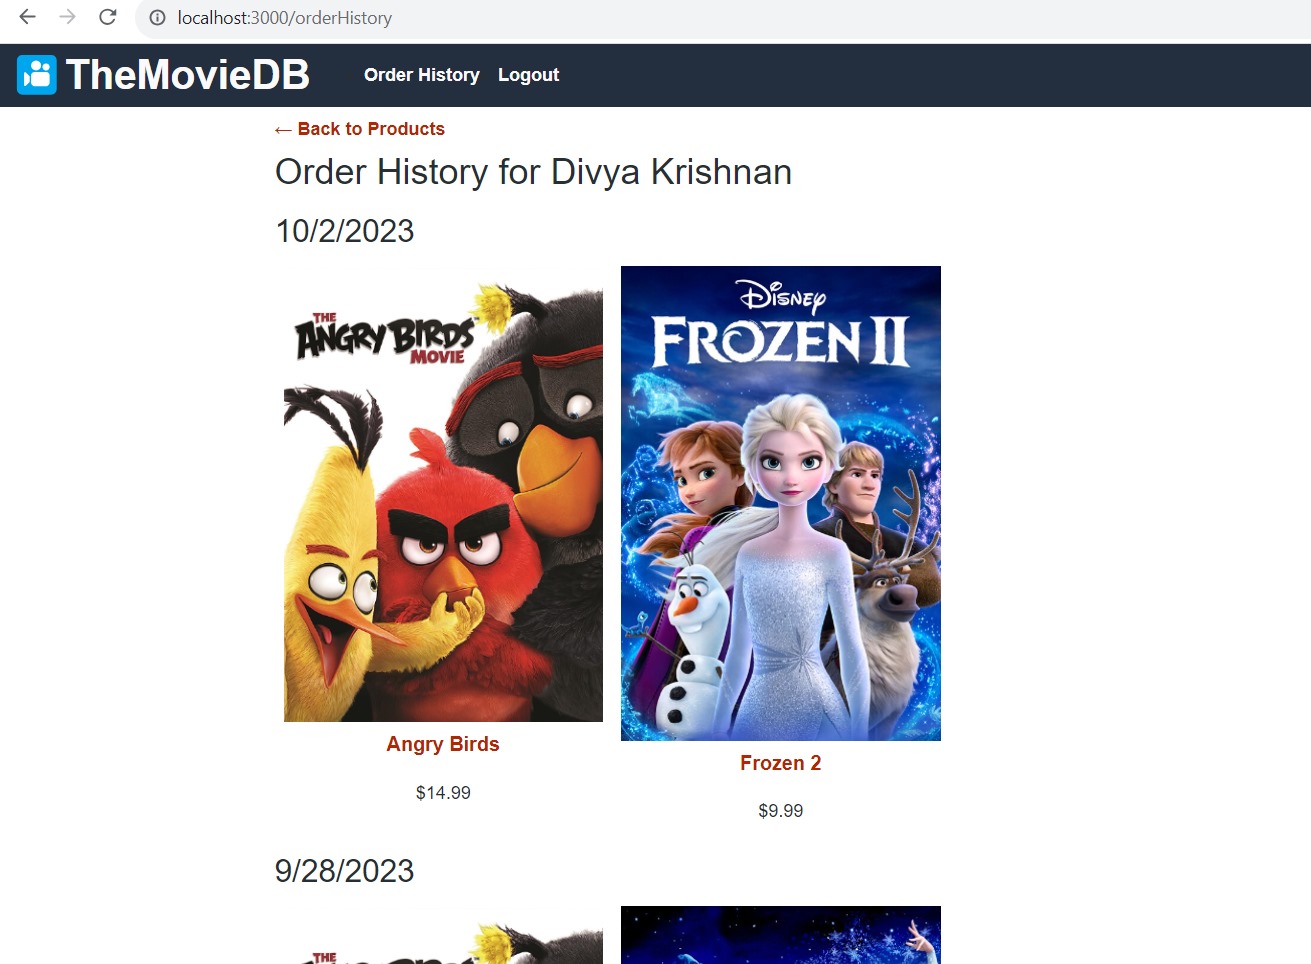 localhost:3000/orderHistory
TheMovieDB Order History Logout
← Back to Products
Order History for Divya Krishnan
10/2/2023
THE
ANGRY BIRDS
MOVIE
Disney
FROZEN II
Angry Birds
$14.99
Frozen 2
$9.99
9/28/2023
THE